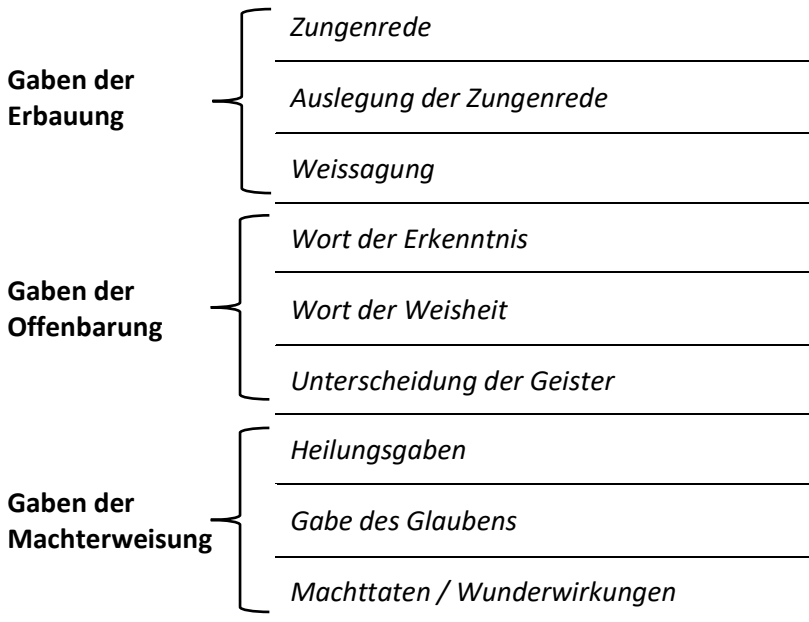 Gaben der
Erbauung
Zungenrede
Auslegung der Zungenrede
Weissagung
Gaben der
Offenbarung
Wort der Erkenntnis
Wort der Weisheit
Unterscheidung der Geister
Gaben der
Machterweisung
Heilungsgaben
Gabe des Glaubens
Machttaten / Wunderwirkungen